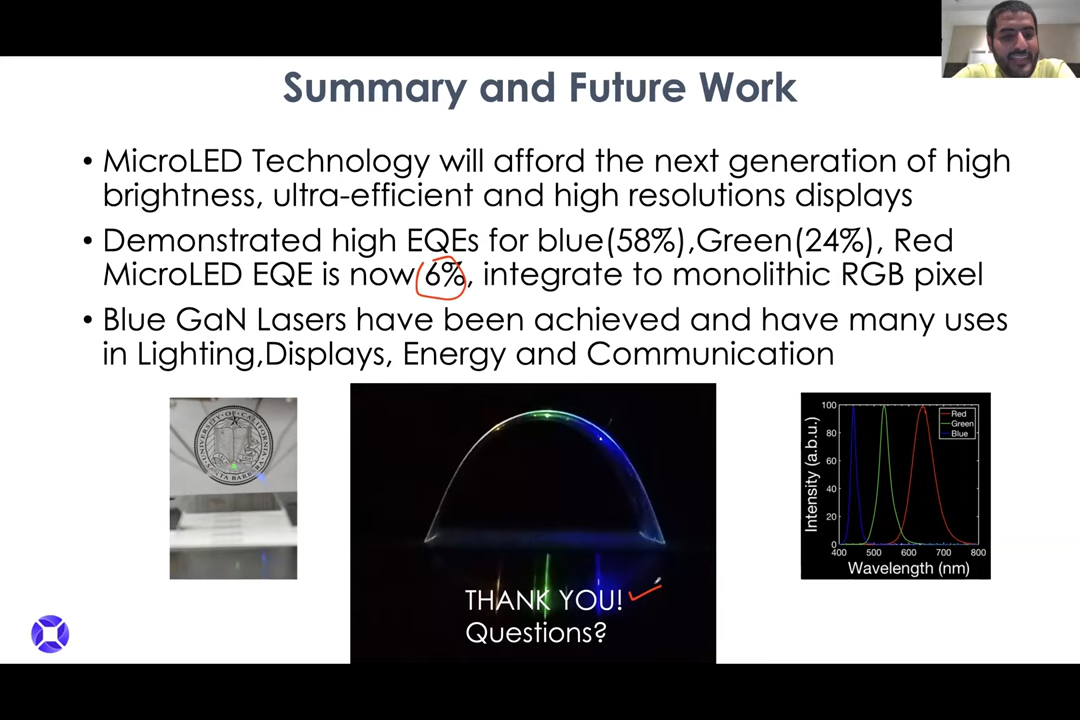 Summary and Future Work
• MicroLED Technology will afford the next generation of high
brightness, ultra-efficient and high resolutions displays
• Demonstrated high EQEs for blue(58%),Green(24%), Red
MicroLED EQE is now 6%, integrate to monolithic RGB pixel
• Blue GaN Lasers have been achieved and have many uses
in Lighting,Displays, Energy and Communication
UNIVERSITY OF CALIFORNIA
THANK YOU!
Questions?
Intensity (a.b.u.)
100
80
60
40
20
0
Red
Green
Blue
400 500 600 700 800
Wavelength (nm)